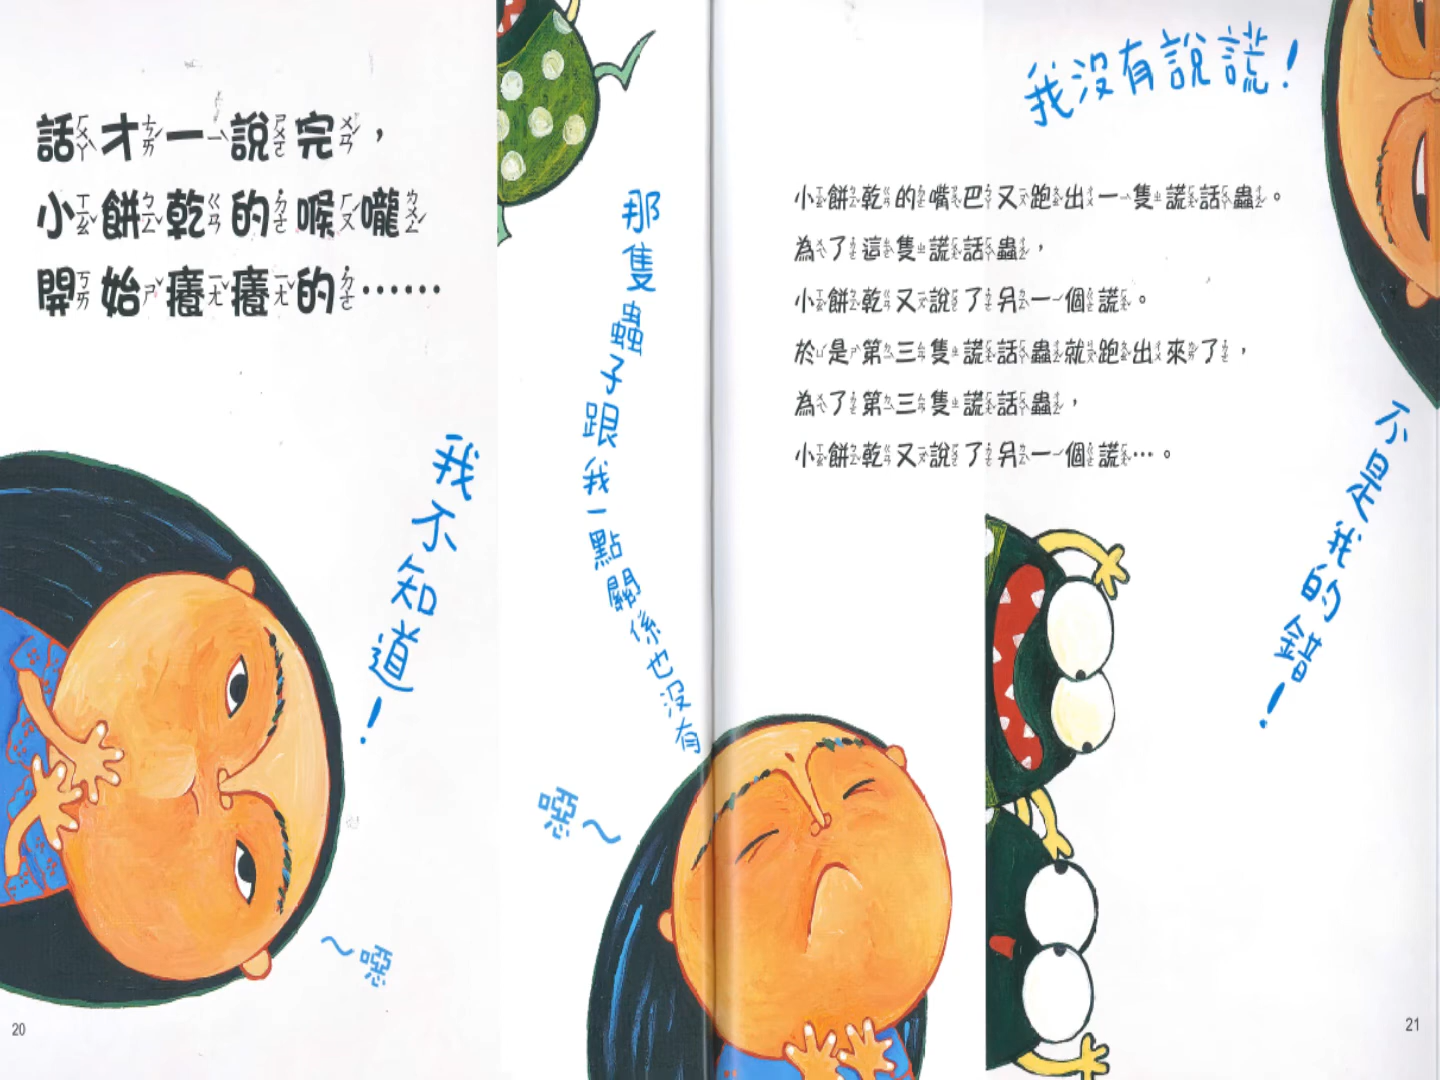 話才一說完，
小餅乾的喉嚨
開始癢癢的……
我不知道！
～噁
那隻蟲子跟我一點關係也沒有
噁～
我沒有說謊！
小餅乾的嘴巴又跑出一隻謊話蟲。
為了這隻謊話蟲，
小餅乾又說了另一個謊。
於是第三隻謊話蟲就跑出來了，
為了第三隻謊話蟲，
小餅乾又說了另一個謊…。
不是我的錯！
20
21